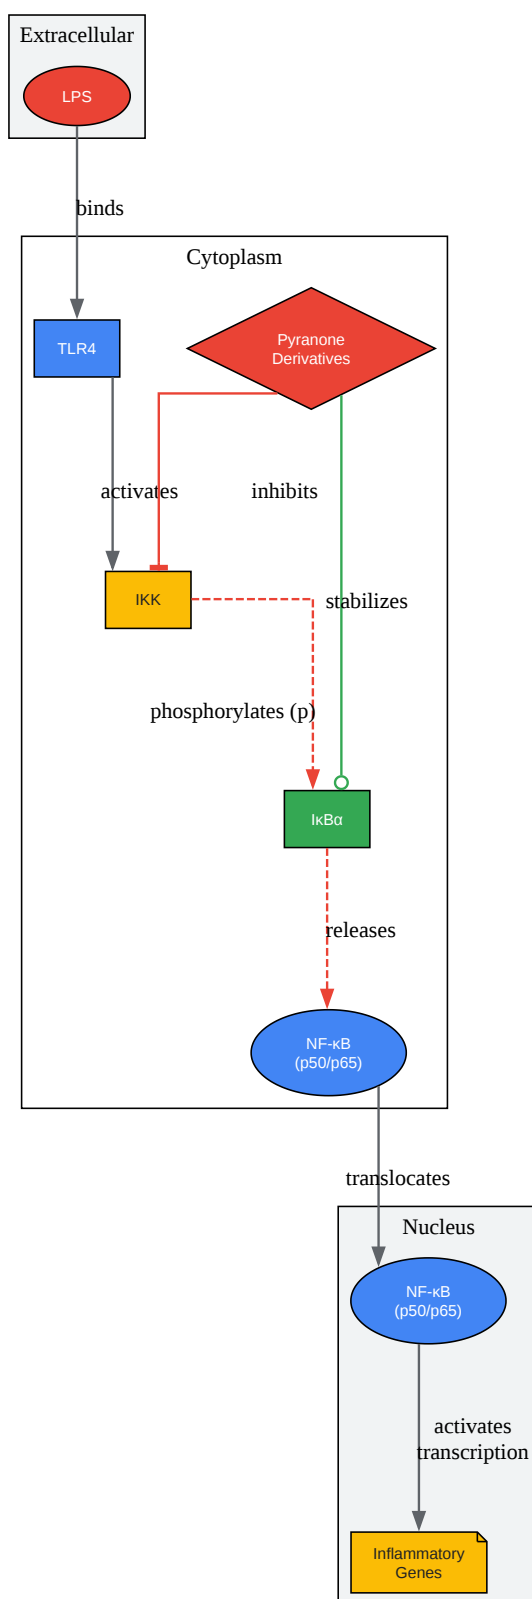 Extracellular
LPS
binds
Cytoplasm
TLR4
Pyranone
Derivatives
activates
inhibits
IKK
stabilizes
phosphorylates (p)
IκBα
releases
NF-κB
(p50/p65)
translocates
Nucleus
NF-κB
(p50/p65)
activates
transcription
Inflammatory
Genes